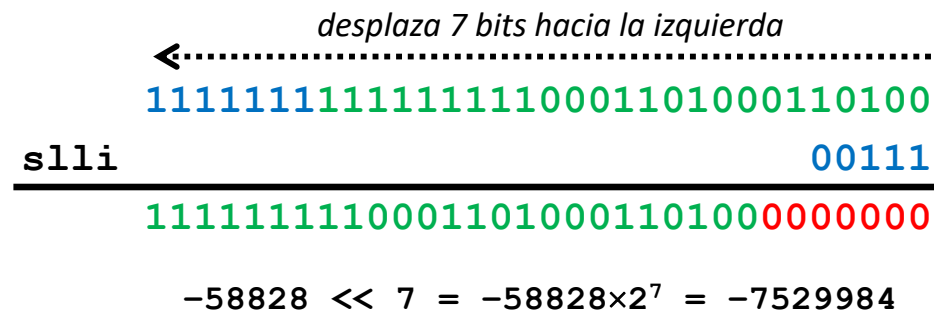 desplaza 7 bits hacia la izquierda
11111111111111110001101000110100
slli 00111
11111111100011010001101000000000
-58828 << 7 = -58828×2⁷ = -7529984